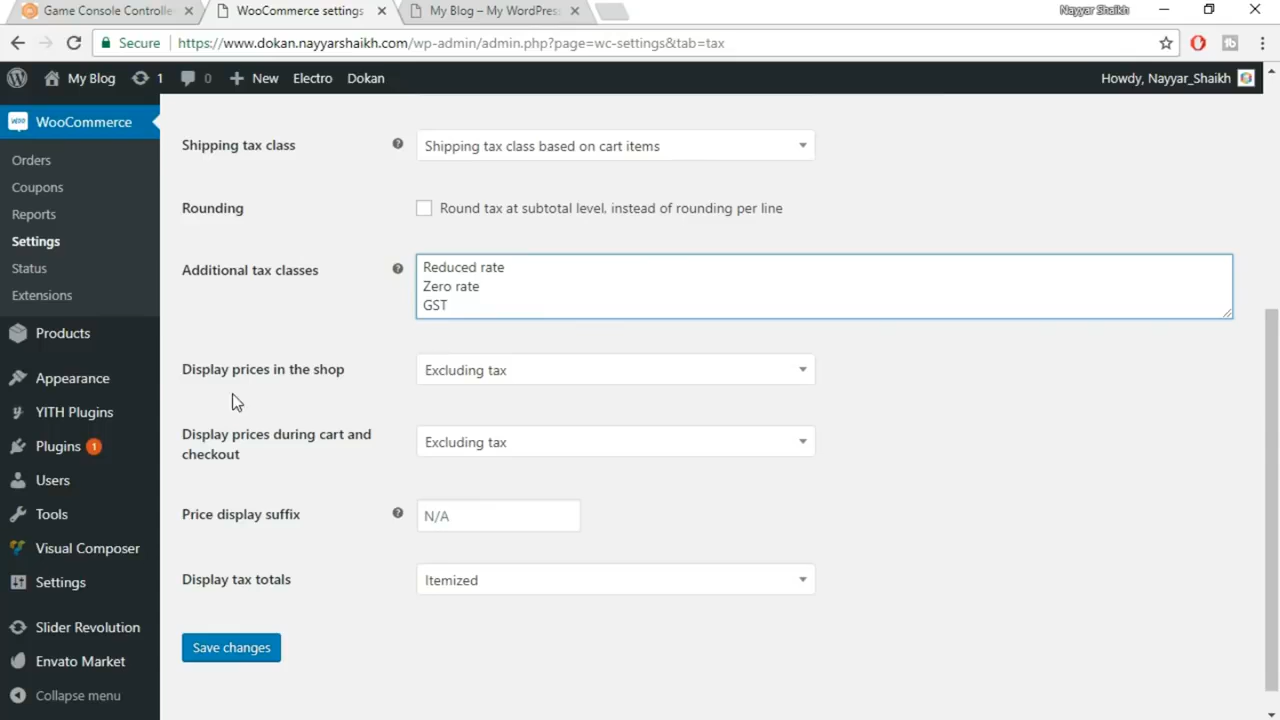 Game Console Controlle
WooCommerce settings
My Blog – My WordPres
Nayyar Shaikh
Secure
https://www.dokan.nayyarshaikh.com/wp-admin/admin.php?page=wc-settings&tab=tax
My Blog
1
0
New
Electro
Dokan
Howdy, Nayyar_Shaikh
WooCommerce
Orders
Coupons
Reports
Settings
Status
Extensions
Products
Appearance
YITH Plugins
Plugins 1
Users
Tools
Visual Composer
Settings
Slider Revolution
Envato Market
Collapse menu
Shipping tax class
Shipping tax class based on cart items
Rounding
Round tax at subtotal level, instead of rounding per line
Additional tax classes
Reduced rate
Zero rate
GST
Display prices in the shop
Excluding tax
Display prices during cart and
checkout
Excluding tax
Price display suffix
N/A
Display tax totals
Itemized
Save changes